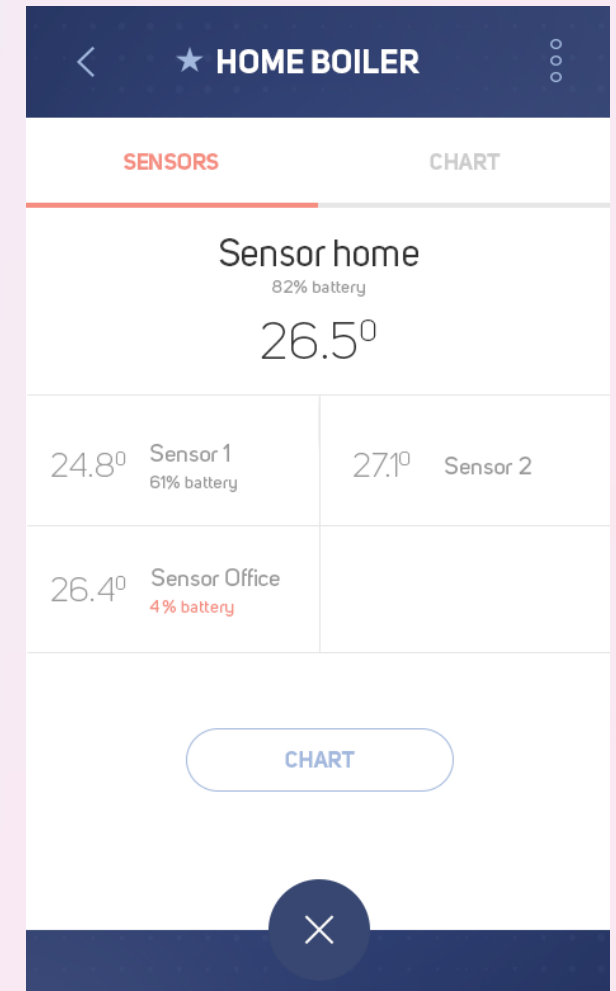 HOME BOILER
SENSORS
CHART
Sensor home
82% battery
26.5⁰
24.8⁰
Sensor 1
61% battery
27.1⁰
Sensor 2
26.4⁰
Sensor Office
4% battery
CHART